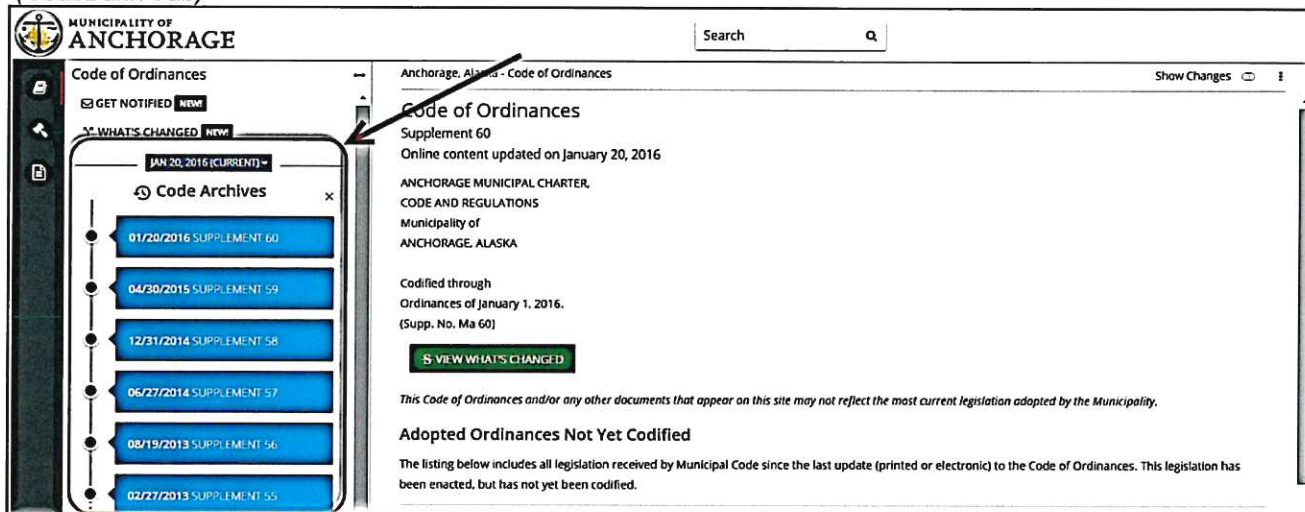 MUNICIPALITY OF
ANCHORAGE
Search
Code of Ordinances
GET NOTIFIED NEW!
WHAT'S CHANGED NEW!
JAN 20, 2016 (CURRENT)
Code Archives
01/20/2016 SUPPLEMENT 60
04/30/2015 SUPPLEMENT 59
12/31/2014 SUPPLEMENT 58
06/27/2014 SUPPLEMENT 57
08/19/2013 SUPPLEMENT 56
02/27/2013 SUPPLEMENT 55
Anchorage, Alaska - Code of Ordinances
Show Changes
Code of Ordinances
Supplement 60
Online content updated on January 20, 2016
ANCHORAGE MUNICIPAL CHARTER,
CODE AND REGULATIONS
Municipality of
ANCHORAGE, ALASKA
Codified through
Ordinances of January 1, 2016.
(Supp. No. Ma 60)
VIEW WHAT'S CHANGED
This Code of Ordinances and/or any other documents that appear on this site may not reflect the most current legislation adopted by the Municipality.
Adopted Ordinances Not Yet Codified
The listing below includes all legislation received by Municipal Code since the last update (printed or electronic) to the Code of Ordinances. This legislation has
been enacted, but has not yet been codified.